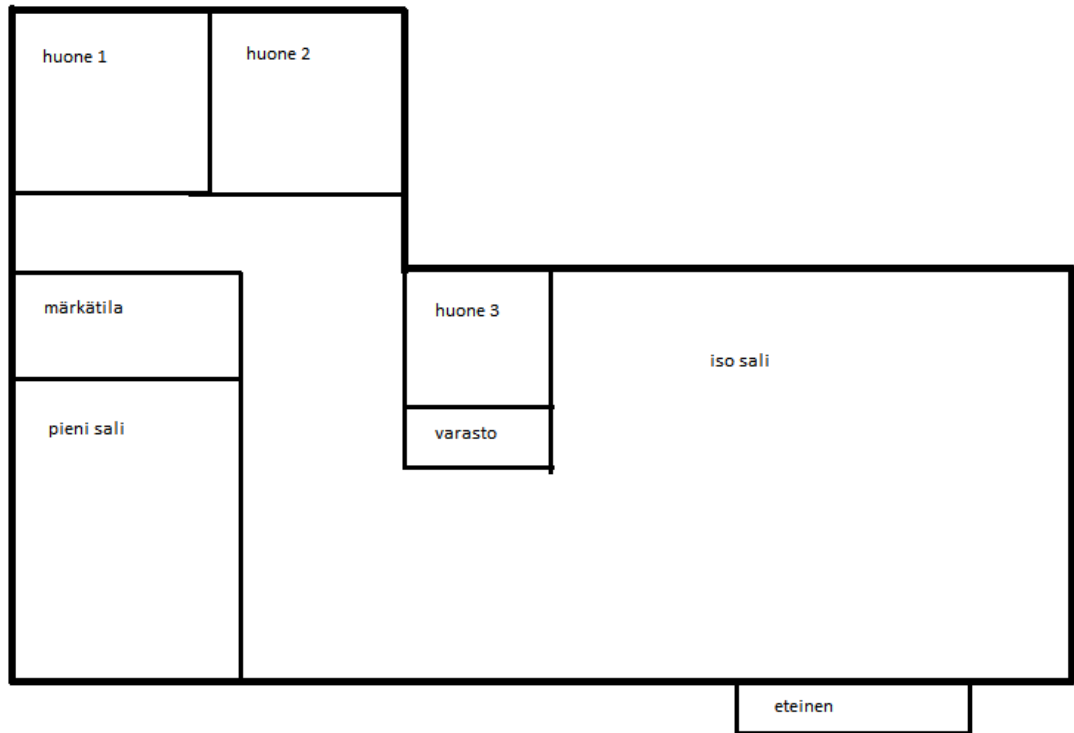 huone 1
huone 2
märkätila
huone 3
iso sali
pieni sali
varasto
eteinen